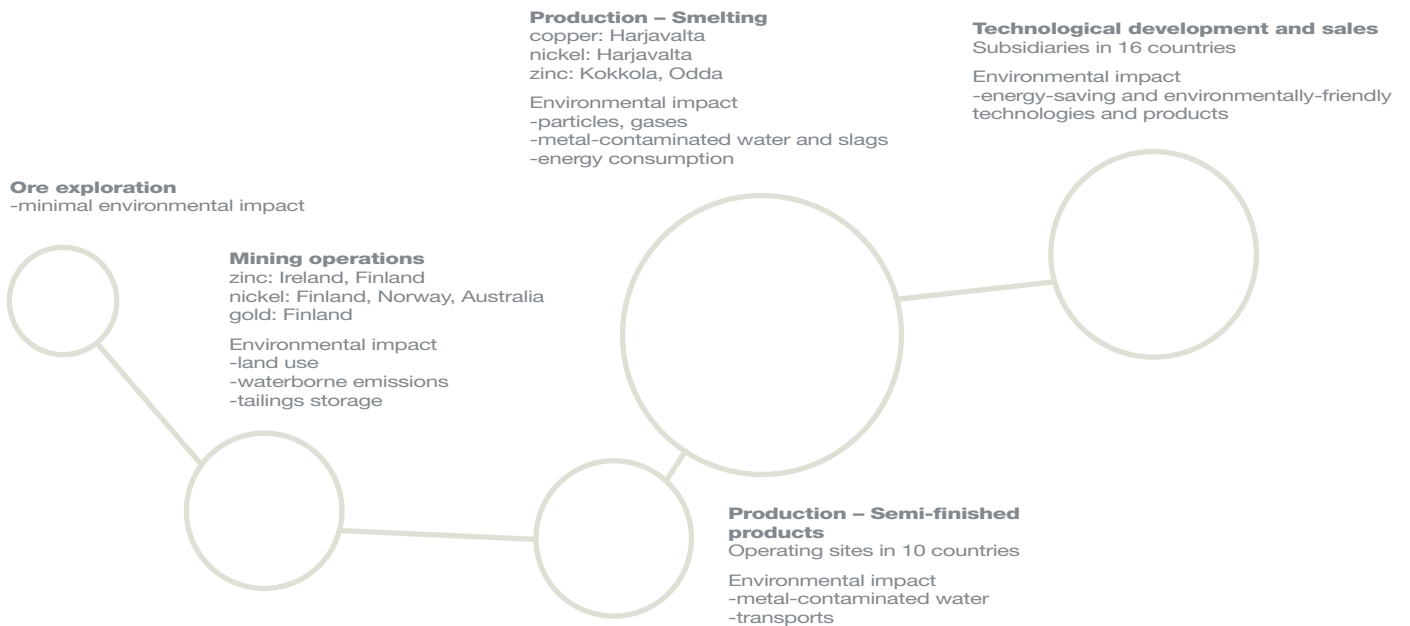 Ore exploration
-minimal environmental impact
Mining operations
zinc: Ireland, Finland
nickel: Finland, Norway, Australia
gold: Finland
Environmental impact
-land use
-waterborne emissions
-tailings storage
Production – Smelting
copper: Harjavalta
nickel: Harjavalta
zinc: Kokkola, Odda
Environmental impact
-particles, gases
-metal-contaminated water and slags
-energy consumption
Production – Semi-finished
products
Operating sites in 10 countries
Environmental impact
-metal-contaminated water
-transports
Technological development and sales
Subsidiaries in 16 countries
Environmental impact
-energy-saving and environmentally-friendly
technologies and products